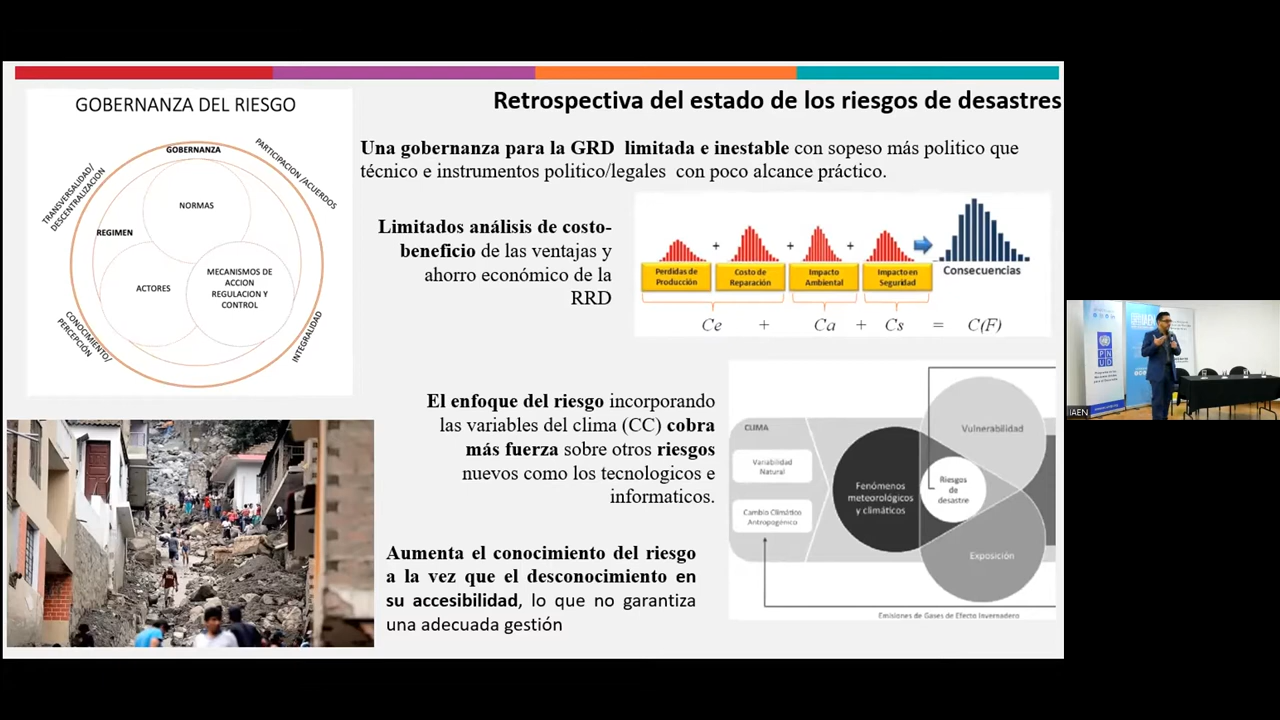 Retrospectiva del estado de los riesgos de desastres
GOBERNANZA DEL RIESGO
GOBERNANZA
PARTICIPACION /ACUERDOS
TRANSVERSALIDAD/
DESCENTRALIZACION
NORMAS
REGIMEN
ACTORES
MECANISMOS DE
ACCION
REGULACION Y
CONTROL
CONOCIMIENTO/
PERCEPCIÓN
INTEGRALIDAD
Una gobernanza para la GRD limitada e inestable con sopeso más politico que
técnico e instrumentos politico/legales con poco alcance práctico.
Limitados análisis de costo-
beneficio de las ventajas y
ahorro económico de la
RRD
+ + +
Perdidas de
Producción
Costo de
Reparación
Impacto
Ambiental
Impacto en
Seguridad
Consecuencias
Ce + Ca + Cs = C(F)
El enfoque del riesgo incorporando
las variables del clima (CC) cobra
más fuerza sobre otros riesgos
nuevos como los tecnologicos e
informaticos.
CLIMA
Variabilidad
Natural
Cambio Climático
Antropogénico
Fenómenos
meteorológicos
y climáticos
Vulnerabilidad
Riesgos
de
desastre
Exposición
Emisiones de Gases de Efecto Invernadero
Aumenta el conocimiento del riesgo
a la vez que el desconocimiento en
su accesibilidad, lo que no garantiza
una adecuada gestión
PNUD
IAEN